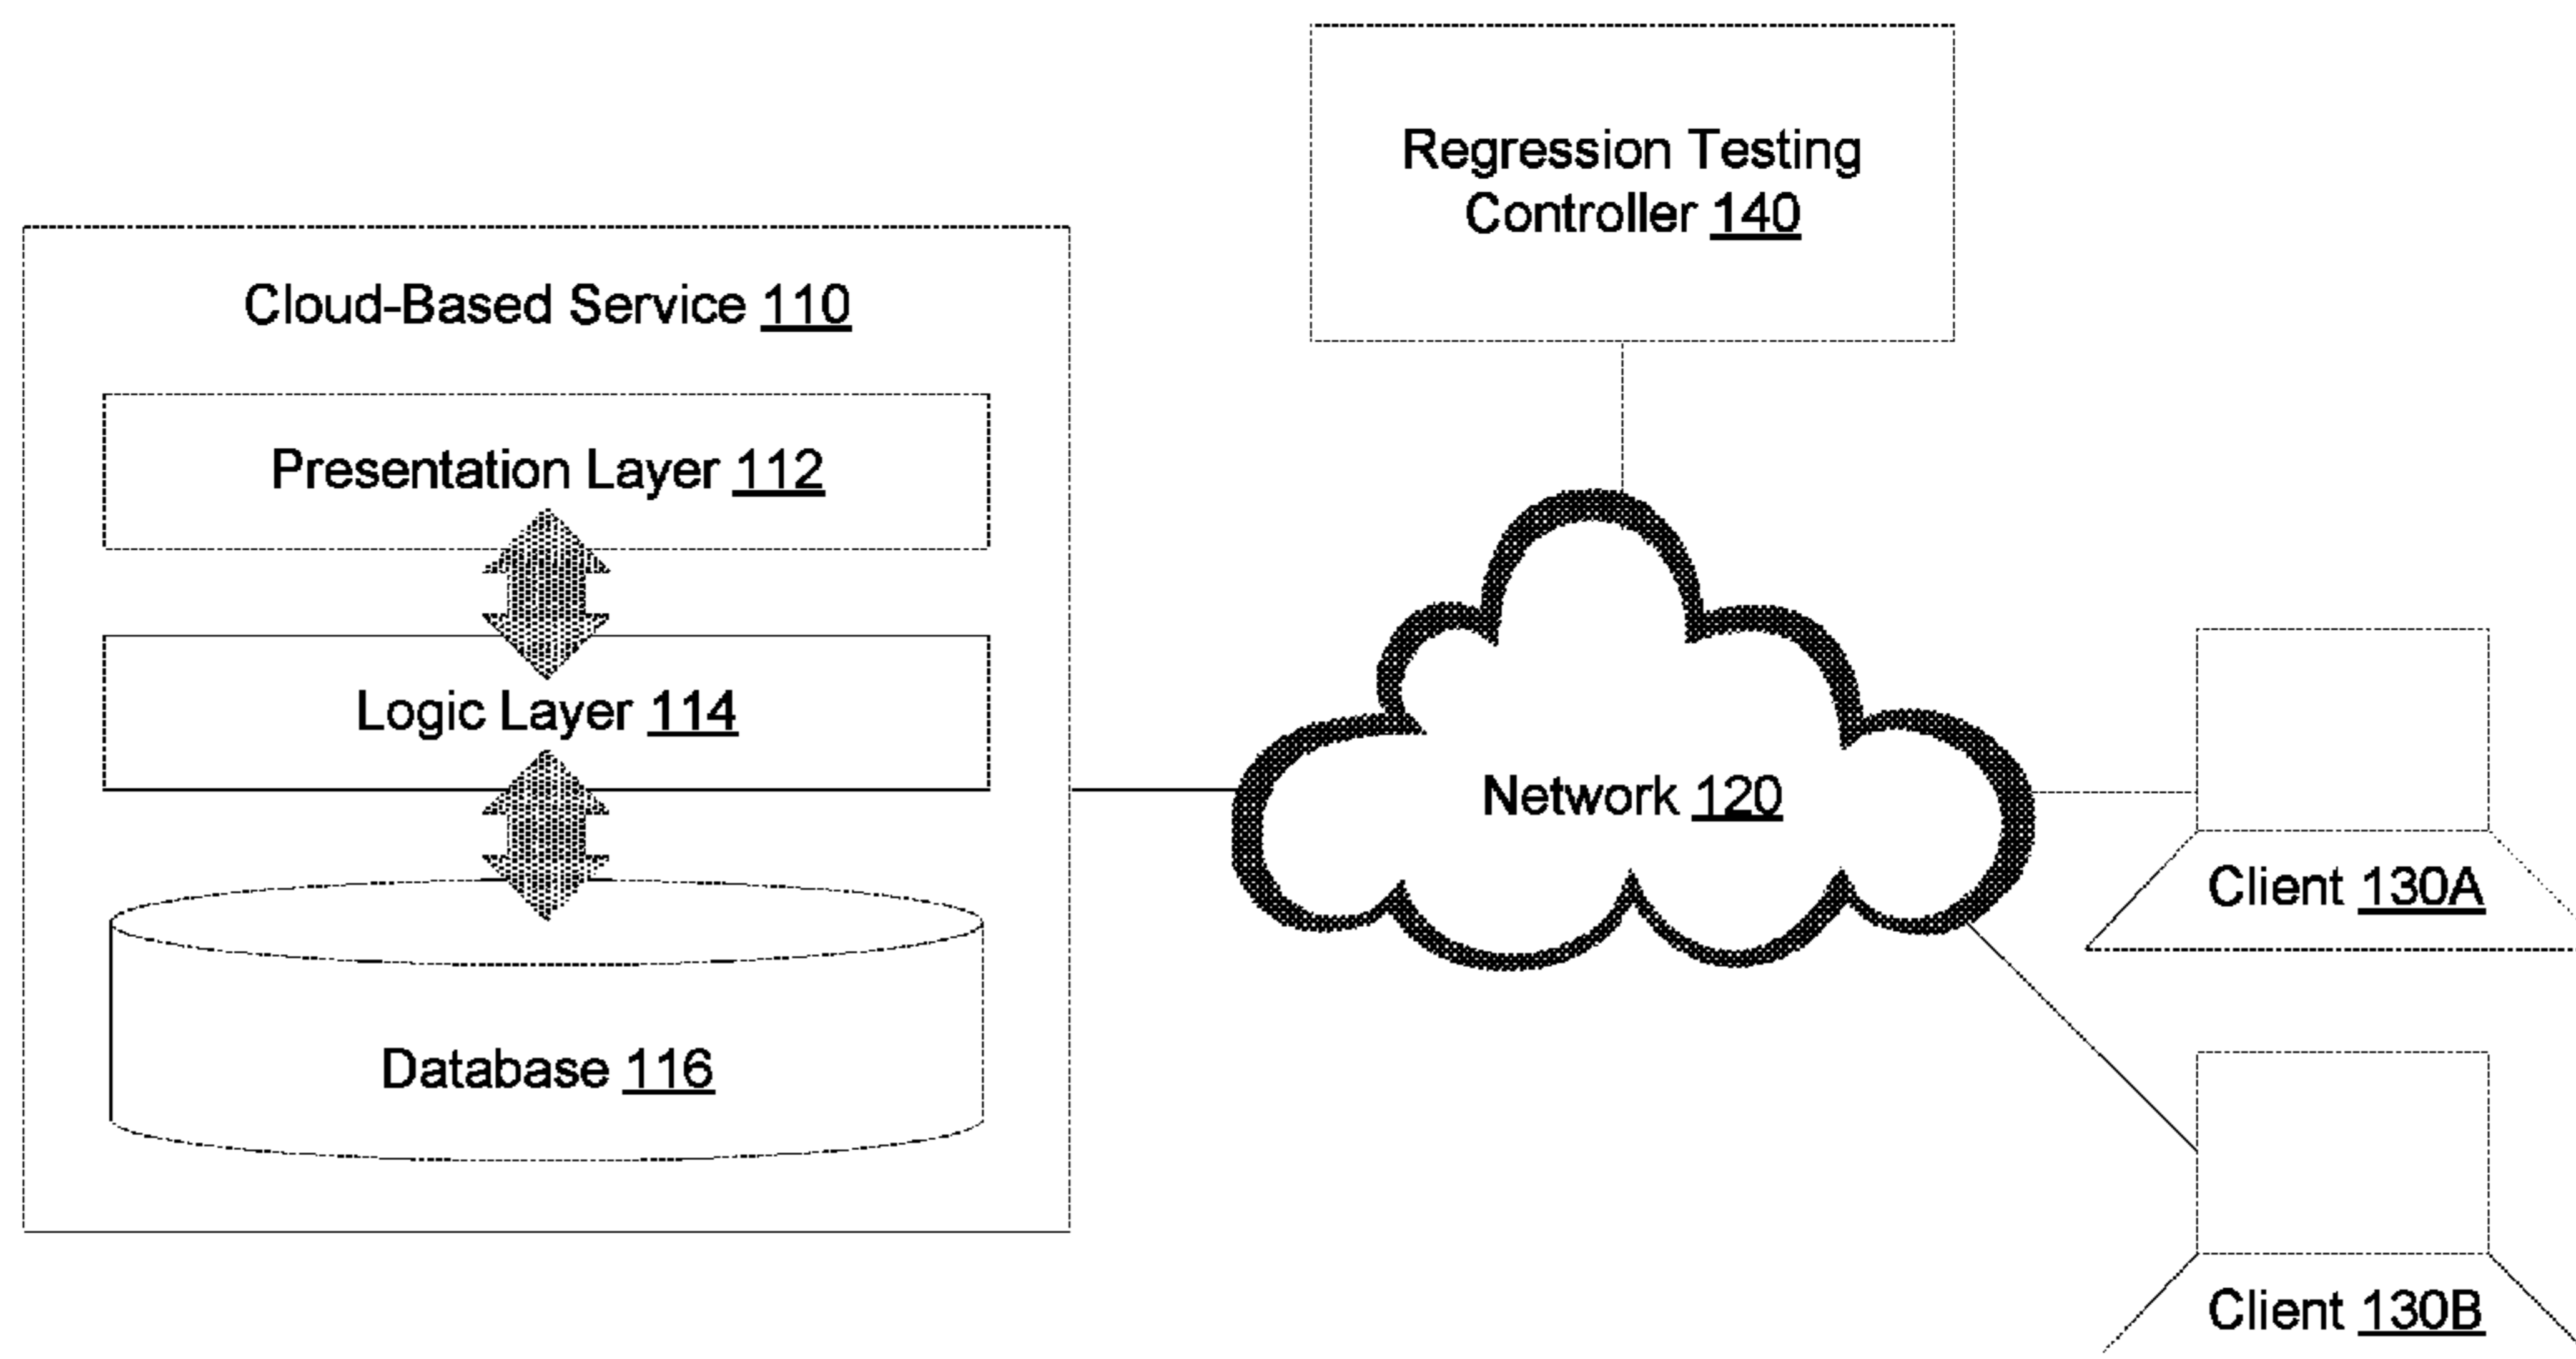 Regression Testing
Controller 140
Cloud-Based Service 110
Presentation Layer 112
Logic Layer 114
Database 116
Network 120
Client 130A
Client 130B